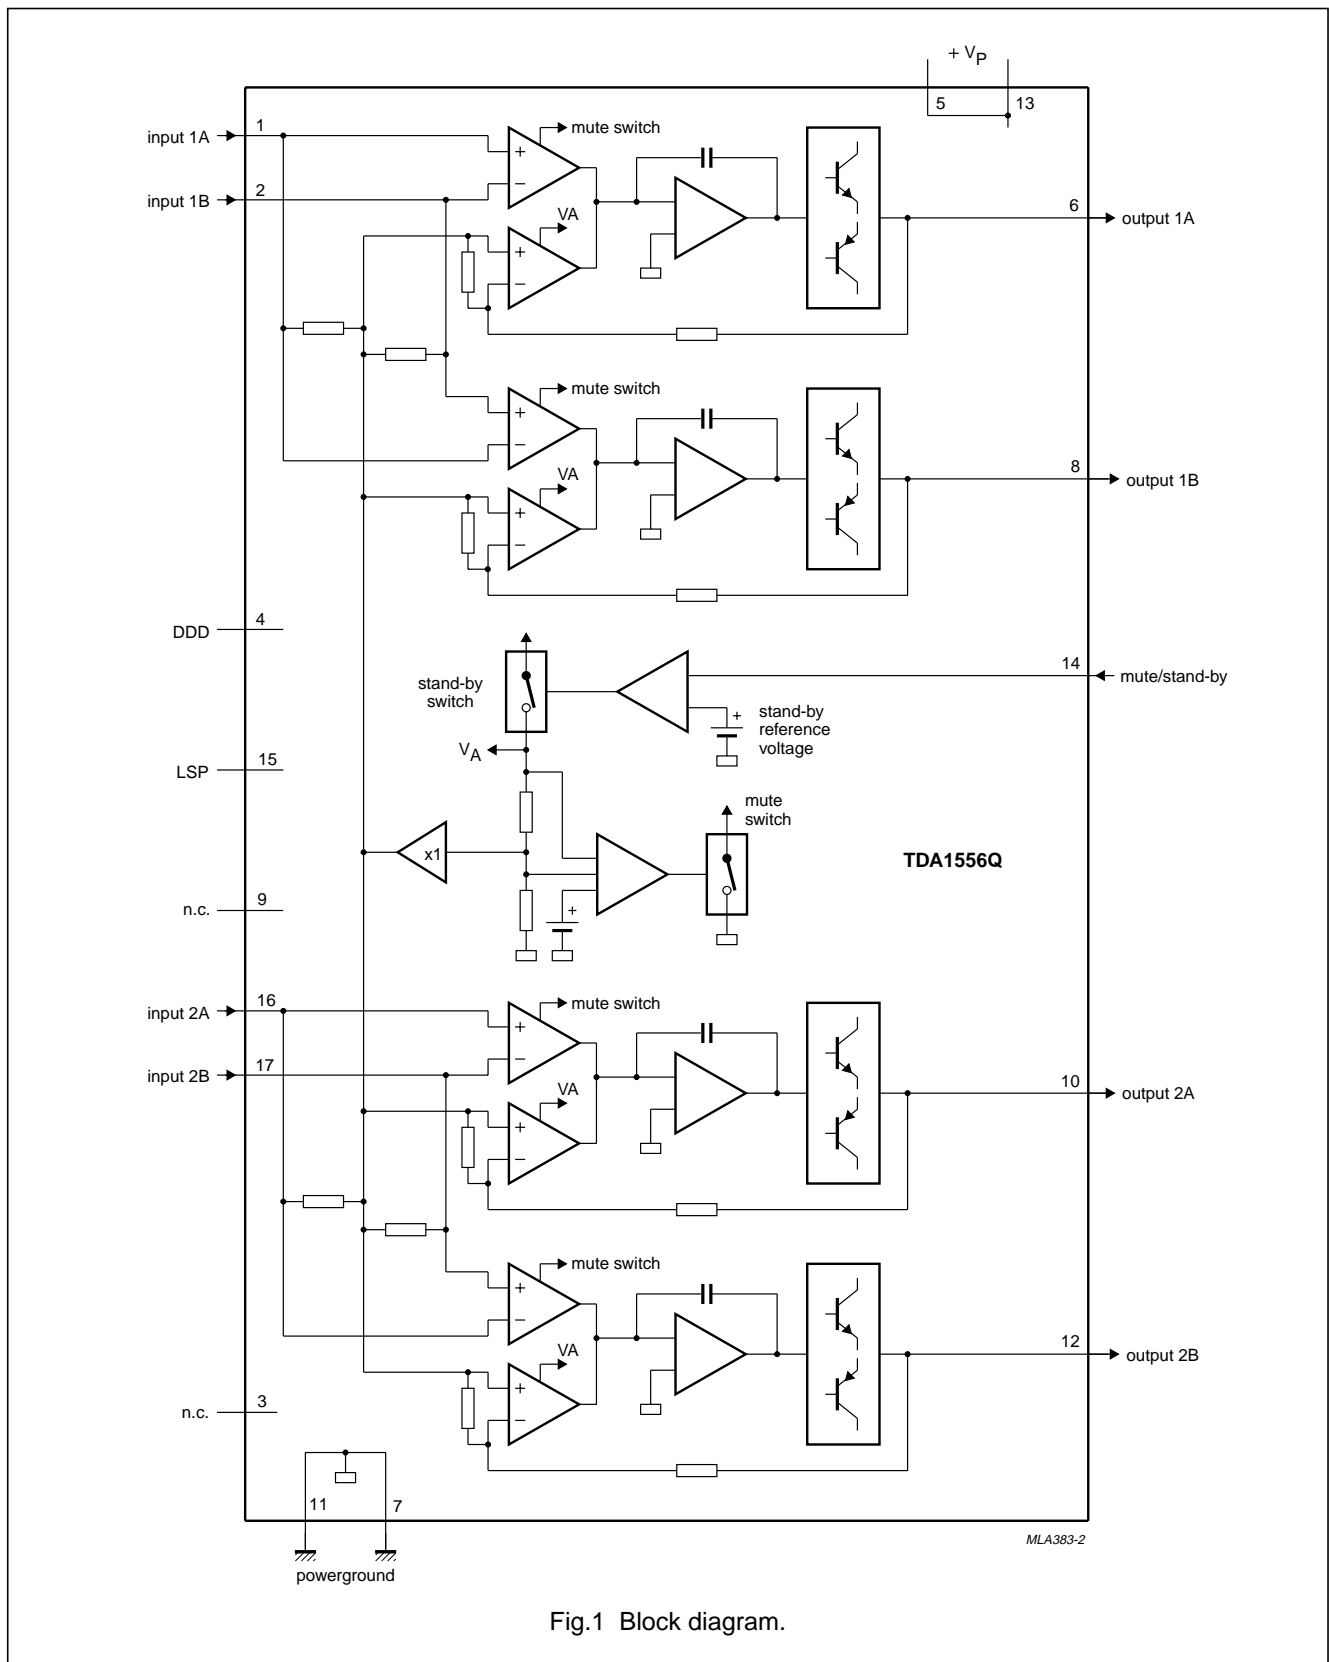 + VP
5 13
input 1A 1
mute switch
+
−
input 1B 2
VA
+
−
6 output 1A
mute switch
+
−
VA
+
−
8 output 1B
DDD 4
stand-by
switch
14 mute/stand-by
+
stand-by
reference
voltage
VA
LSP 15
mute
switch
x1
+
TDA1556Q
n.c. 9
input 2A 16
mute switch
+
−
input 2B 17
VA
+
−
10 output 2A
mute switch
+
−
VA
+
−
12 output 2B
n.c. 3
11 7
powerground
MLA383-2
Fig.1 Block diagram.